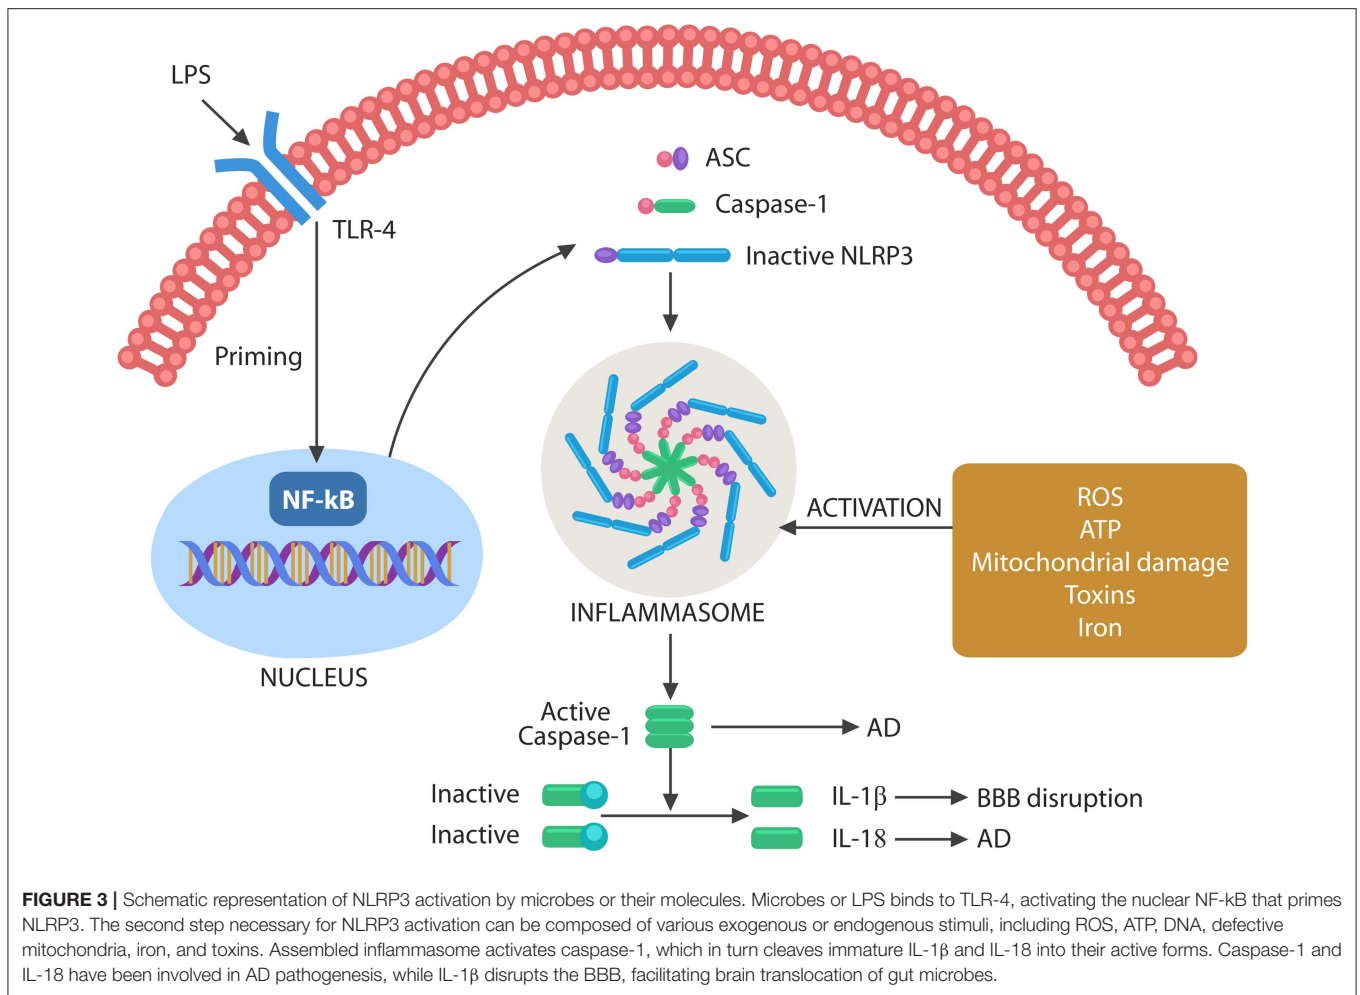 LPS
TLR-4
Priming
NF-kB
NUCLEUS
ASC
Caspase-1
Inactive NLRP3
INFLAMMASOME
ACTIVATION
ROS
ATP
Mitochondrial damage
Toxins
Iron
Active
Caspase-1
AD
Inactive
IL-1β
BBB disruption
Inactive
IL-18
AD
FIGURE 3 | Schematic representation of NLRP3 activation by microbes or their molecules. Microbes or LPS binds to TLR-4, activating the nuclear NF-kB that primes
NLRP3. The second step necessary for NLRP3 activation can be composed of various exogenous or endogenous stimuli, including ROS, ATP, DNA, defective
mitochondria, iron, and toxins. Assembled inflammasome activates caspase-1, which in turn cleaves immature IL-1β and IL-18 into their active forms. Caspase-1 and
IL-18 have been involved in AD pathogenesis, while IL-1β disrupts the BBB, facilitating brain translocation of gut microbes.